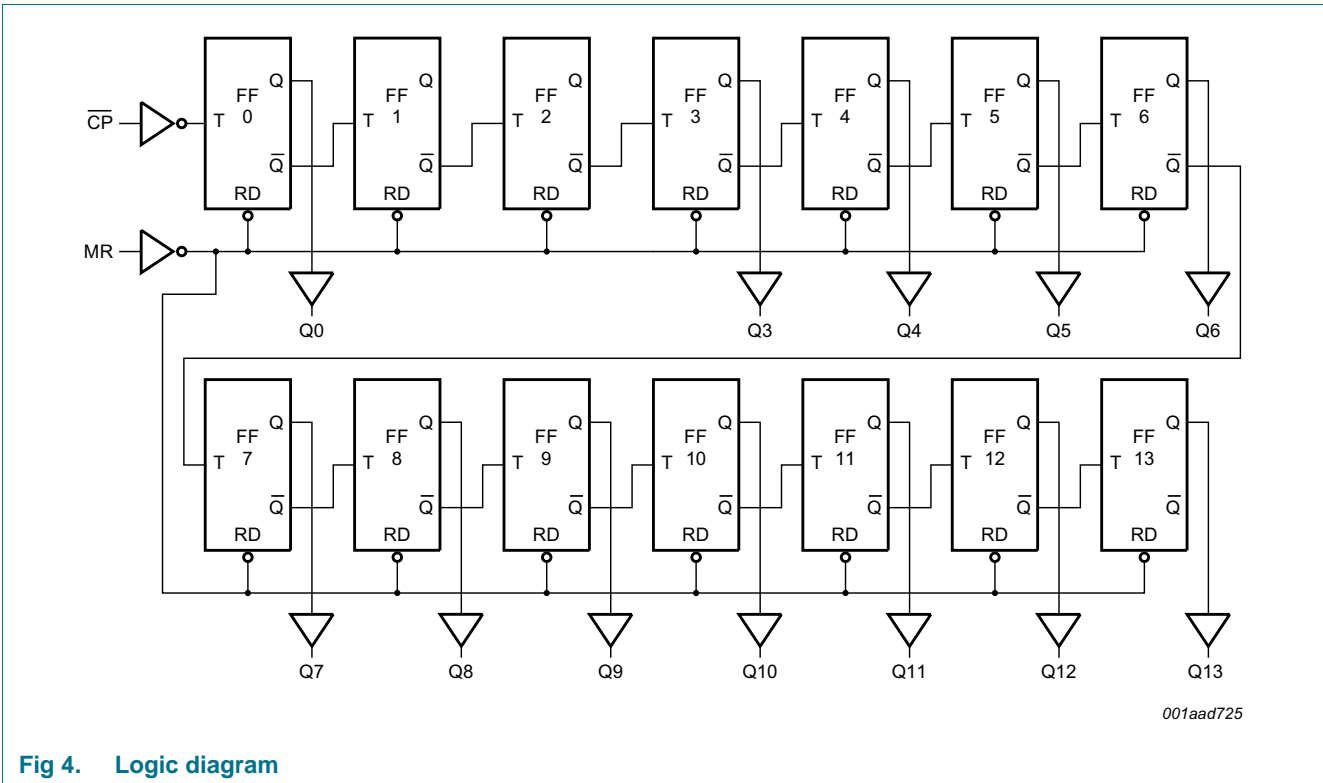 Q Q Q Q Q Q Q
FF FF FF FF FF FF FF
C̅P̅ T 0 T 1 T 2 T 3 T 4 T 5 T 6
Q̅ Q̅ Q̅ Q̅ Q̅ Q̅ Q̅
RD RD RD RD RD RD RD
MR
Q0 Q3 Q4 Q5 Q6
Q Q Q Q Q Q Q
FF FF FF FF FF FF FF
T 7 T 8 T 9 T 10 T 11 T 12 T 13
Q̅ Q̅ Q̅ Q̅ Q̅ Q̅ Q̅
RD RD RD RD RD RD RD
Q7 Q8 Q9 Q10 Q11 Q12 Q13
001aad725
Fig 4. Logic diagram